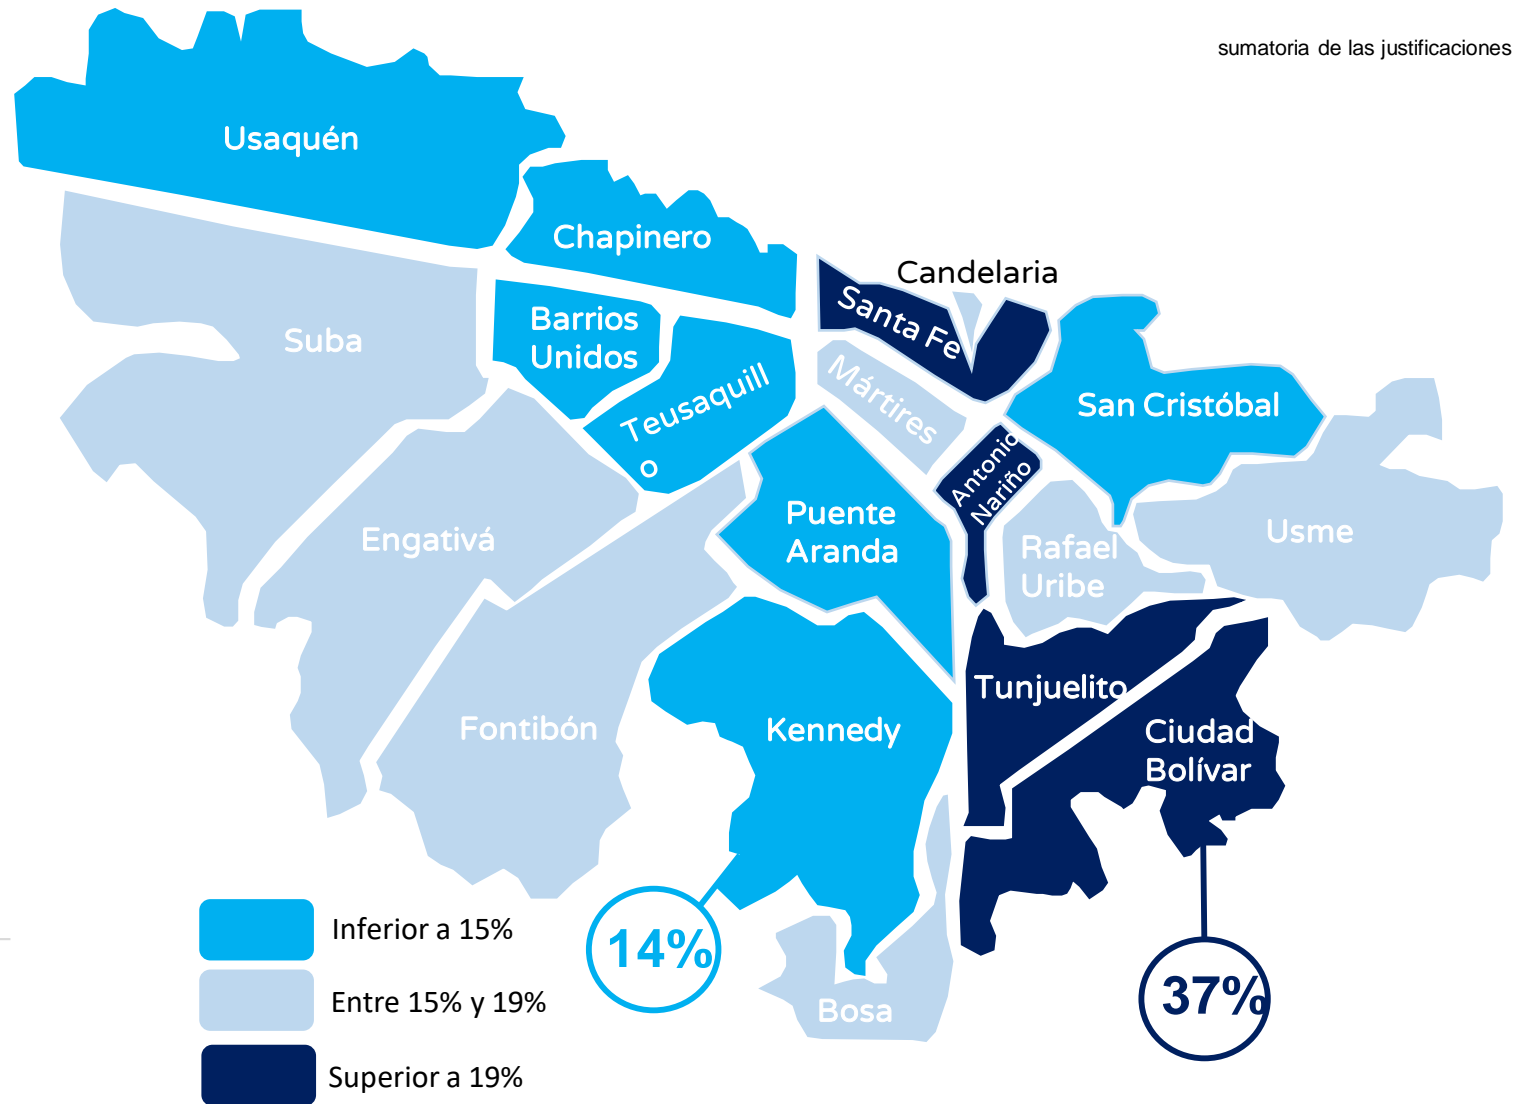 sumatoria de las justificaciones
Usaquén
Chapinero
Candelaria
Santa Fe
Barrios
Unidos
Suba
Teusaquill
o
Mártires
San Cristóbal
Antonio
Nariño
Puente
Aranda
Engativá
Usme
Rafael
Uribe
Tunjuelito
Fontibón
Kennedy
Ciudad
Bolívar
Inferior a 15%
14%
Entre 15% y 19%
37%
Bosa
Superior a 19%